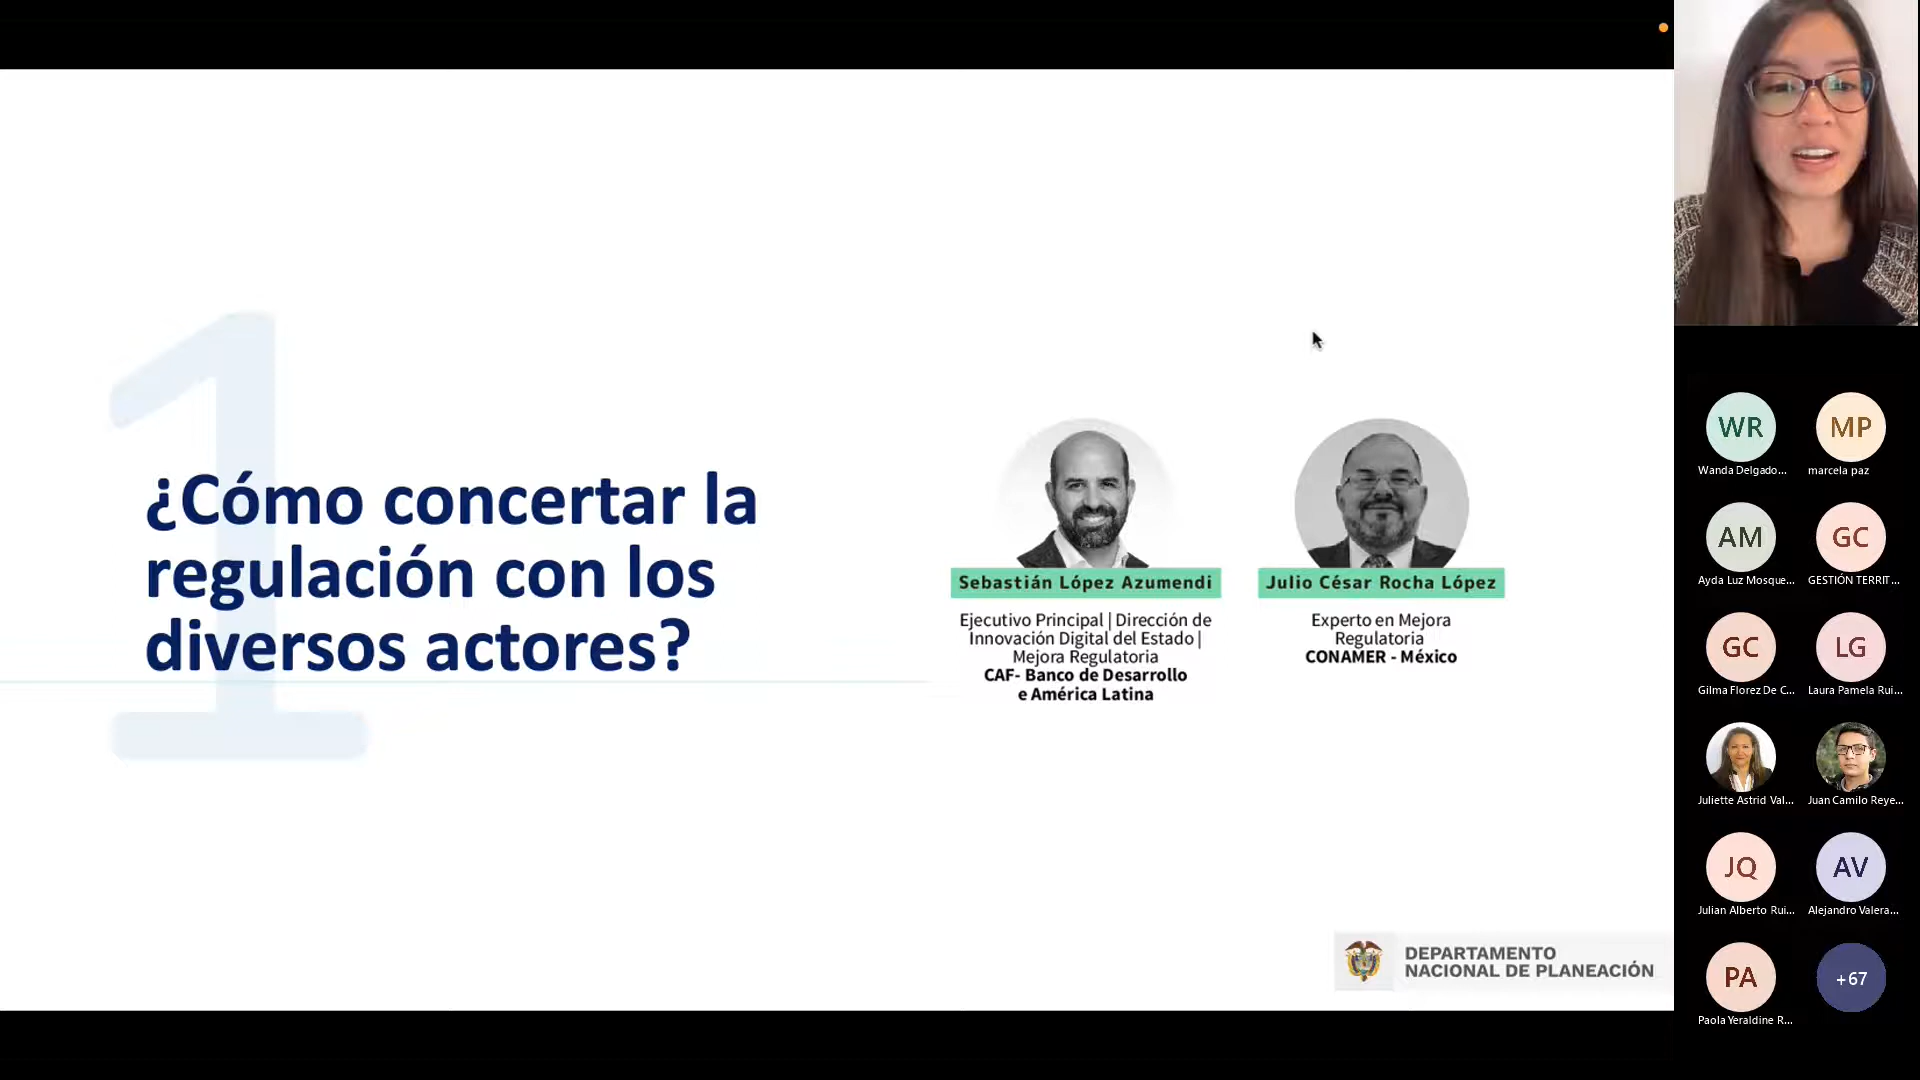 1
¿Cómo concertar la
regulación con los
diversos actores?
Sebastián López Azumendi
Ejecutivo Principal | Dirección de
Innovación Digital del Estado |
Mejora Regulatoria
CAF- Banco de Desarrollo
e América Latina
Julio César Rocha López
Experto en Mejora
Regulatoria
CONAMER - México
DEPARTAMENTO
NACIONAL DE PLANEACIÓN
WR
Wanda Delgado...
MP
marcela paz
AM
Ayda Luz Mosque...
GC
GESTIÓN TERRIT...
GC
Gilma Florez De C...
LG
Laura Pamela Rui...
Juliette Astrid Val...
Juan Camilo Reye...
JQ
Julian Alberto Rui...
AV
Alejandro Valera...
PA
Paola Yeraldine R...
+67